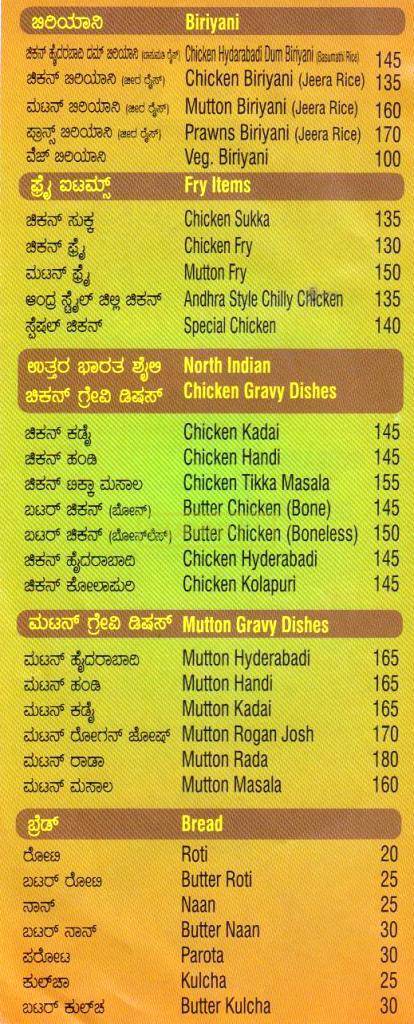 ಬಿರಿಯಾನಿ Biriyani
ಚಿಕನ್ ಹೈದರಬಾದಿ ದಮ್ ಬಿರಿಯಾನಿ (ಬಾಸುಮತಿ ರೈಸ್) Chicken Hydarabadi Dum Biriyani (Basumathi Rice) 145
ಚಿಕನ್ ಬಿರಿಯಾನಿ (ಜೀರ ರೈಸ್) Chicken Biriyani (Jeera Rice) 135
ಮಟನ್ ಬಿರಿಯಾನಿ (ಜೀರ ರೈಸ್) Mutton Biriyani (Jeera Rice) 160
ಪ್ರಾನ್ಸ್ ಬಿರಿಯಾನಿ (ಜೀರ ರೈಸ್) Prawns Biriyani (Jeera Rice) 170
ವೆಜ್ ಬಿರಿಯಾನಿ Veg. Biriyani 100
ಫ್ರೈ ಐಟಮ್ಸ್ Fry Items
ಚಿಕನ್ ಸುಕ್ಕ Chicken Sukka 135
ಚಿಕನ್ ಫ್ರೈ Chicken Fry 130
ಮಟನ್ ಫ್ರೈ Mutton Fry 150
ಆಂದ್ರ ಸ್ಟೈಲ್ ಚಿಲ್ಲಿ ಚಿಕನ್ Andhra Style Chilly Chicken 135
ಸ್ಪೆಷಲ್ ಚಿಕನ್ Special Chicken 140
ಉತ್ತರ ಭಾರತ ಶೈಲಿ North Indian
ಚಿಕನ್ ಗ್ರೇವಿ ಡಿಷಸ್ Chicken Gravy Dishes
ಚಿಕನ್ ಕಡೈ Chicken Kadai 145
ಚಿಕನ್ ಹಂಡಿ Chicken Handi 145
ಚಿಕನ್ ಟಿಕ್ಕಾ ಮಸಾಲ Chicken Tikka Masala 155
ಬಟರ್ ಚಿಕನ್ (ಬೋನ್) Butter Chicken (Bone) 145
ಬಟರ್ ಚಿಕನ್ (ಬೋನ್‌ಲೆಸ್) Butter Chicken (Boneless) 150
ಚಿಕನ್ ಹೈದರಾಬಾದಿ Chicken Hyderabadi 145
ಚಿಕನ್ ಕೋಲಾಪುರಿ Chicken Kolapuri 145
ಮಟನ್ ಗ್ರೇವಿ ಡಿಷಸ್ Mutton Gravy Dishes
ಮಟನ್ ಹೈದರಾಬಾದಿ Mutton Hyderabadi 165
ಮಟನ್ ಹಂಡಿ Mutton Handi 165
ಮಟನ್ ಕಡೈ Mutton Kadai 165
ಮಟನ್ ರೋಗನ್ ಜೋಷ್ Mutton Rogan Josh 170
ಮಟನ್ ರಾಡಾ Mutton Rada 180
ಮಟನ್ ಮಸಾಲ Mutton Masala 160
ಬ್ರೆಡ್ Bread
ರೋಟಿ Roti 20
ಬಟರ್ ರೋಟಿ Butter Roti 25
ನಾನ್ Naan 25
ಬಟರ್ ನಾನ್ Butter Naan 30
ಪರೋಟ Parota 30
ಕುಲ್‌ಚಾ Kulcha 25
ಬಟರ್ ಕುಲ್‌ಚ Butter Kulcha 30